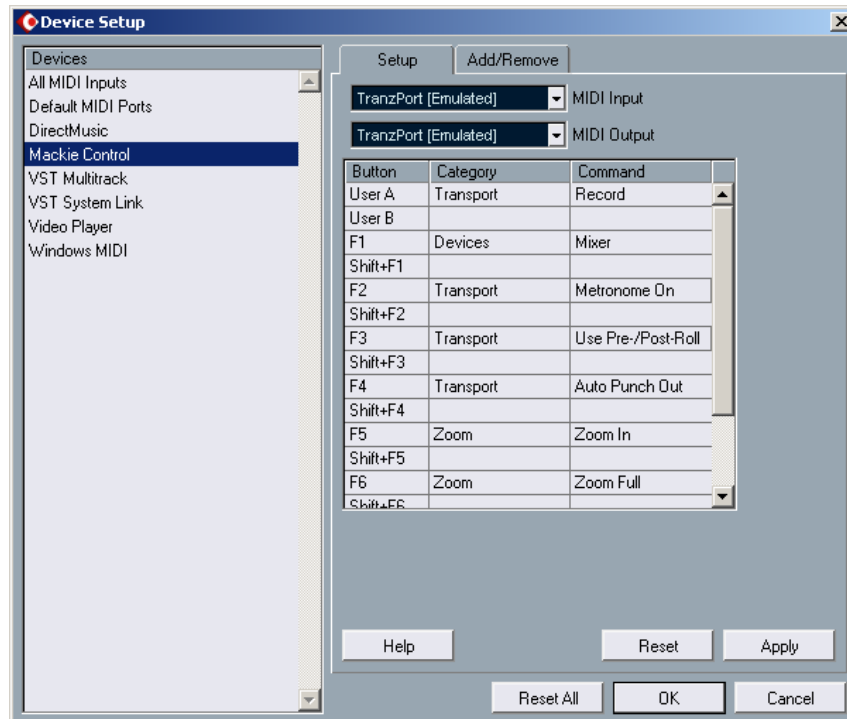 Device Setup
Devices
All MIDI Inputs
Default MIDI Ports
DirectMusic
Mackie Control
VST Multitrack
VST System Link
Video Player
Windows MIDI
Setup Add/Remove
TranzPort [Emulated] MIDI Input
TranzPort [Emulated] MIDI Output
Button Category Command
User A Transport Record
User B
F1 Devices Mixer
Shift+F1
F2 Transport Metronome On
Shift+F2
F3 Transport Use Pre-/Post-Roll
Shift+F3
F4 Transport Auto Punch Out
Shift+F4
F5 Zoom Zoom In
Shift+F5
F6 Zoom Zoom Full
Shift+F6
Help Reset Apply
Reset All OK Cancel